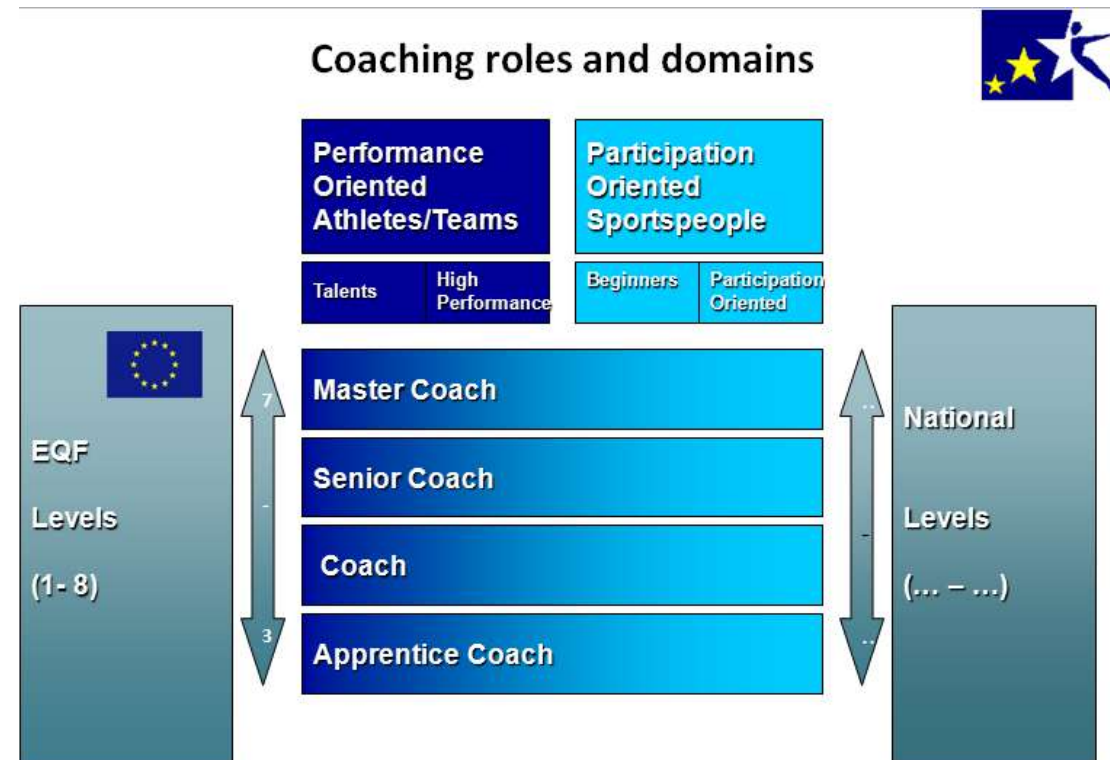 Coaching roles and domains
Performance
Oriented
Athletes/Teams
Participation
Oriented
Sportspeople
Talents
High
Performance
Beginners
Participation
Oriented
EQF
Levels
(1- 8)
7
-
3
Master Coach
Senior Coach
Coach
Apprentice Coach
..
-
..
National
Levels
(... – ...)